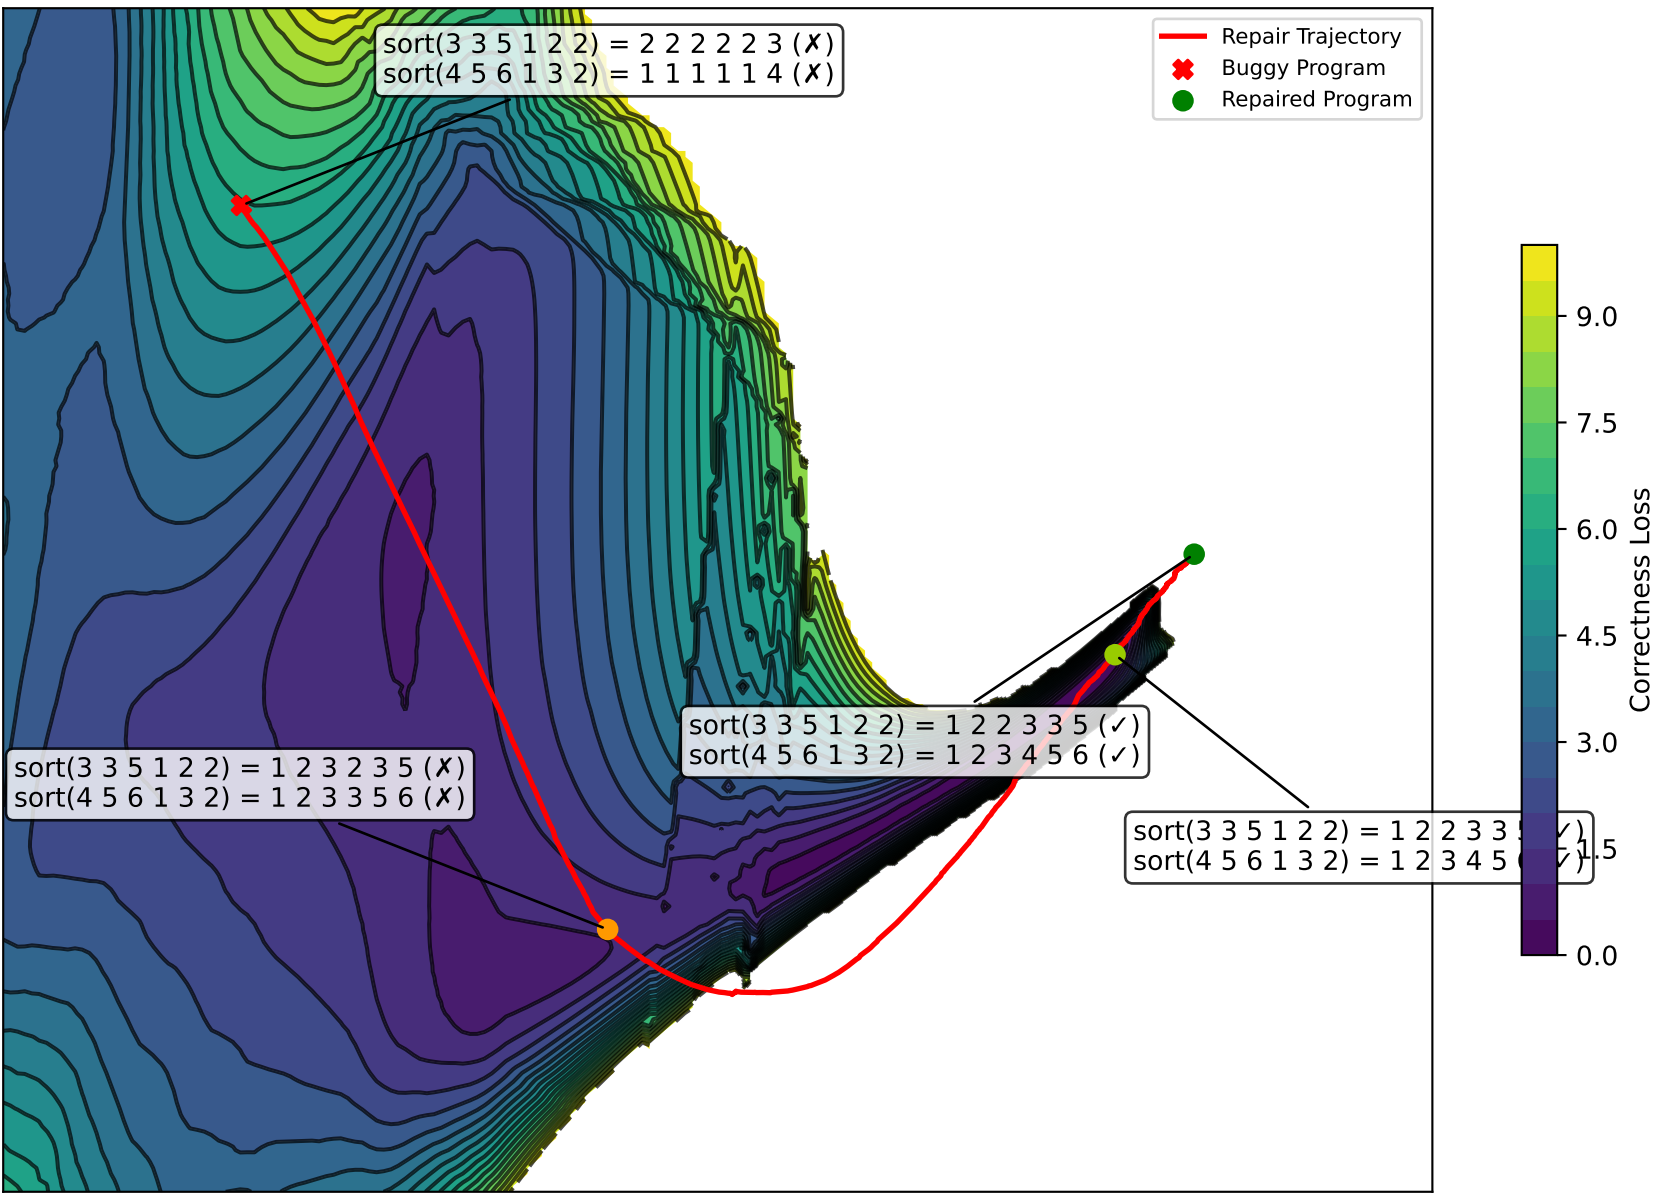 sort(3 3 5 1 2 2) = 2 2 2 2 2 3 (✗)
sort(4 5 6 1 3 2) = 1 1 1 1 1 4 (✗)
Repair Trajectory
Buggy Program
Repaired Program
9.0
7.5
6.0
4.5
3.0
1.5
0.0
Correctness Loss
sort(3 3 5 1 2 2) = 1 2 2 3 3 5 (✓)
sort(4 5 6 1 3 2) = 1 2 3 4 5 6 (✓)
sort(3 3 5 1 2 2) = 1 2 3 2 3 5 (✗)
sort(4 5 6 1 3 2) = 1 2 3 3 5 6 (✗)
sort(3 3 5 1 2 2) = 1 2 2 3 3 5 (✓)
sort(4 5 6 1 3 2) = 1 2 3 4 5 6 (✓)